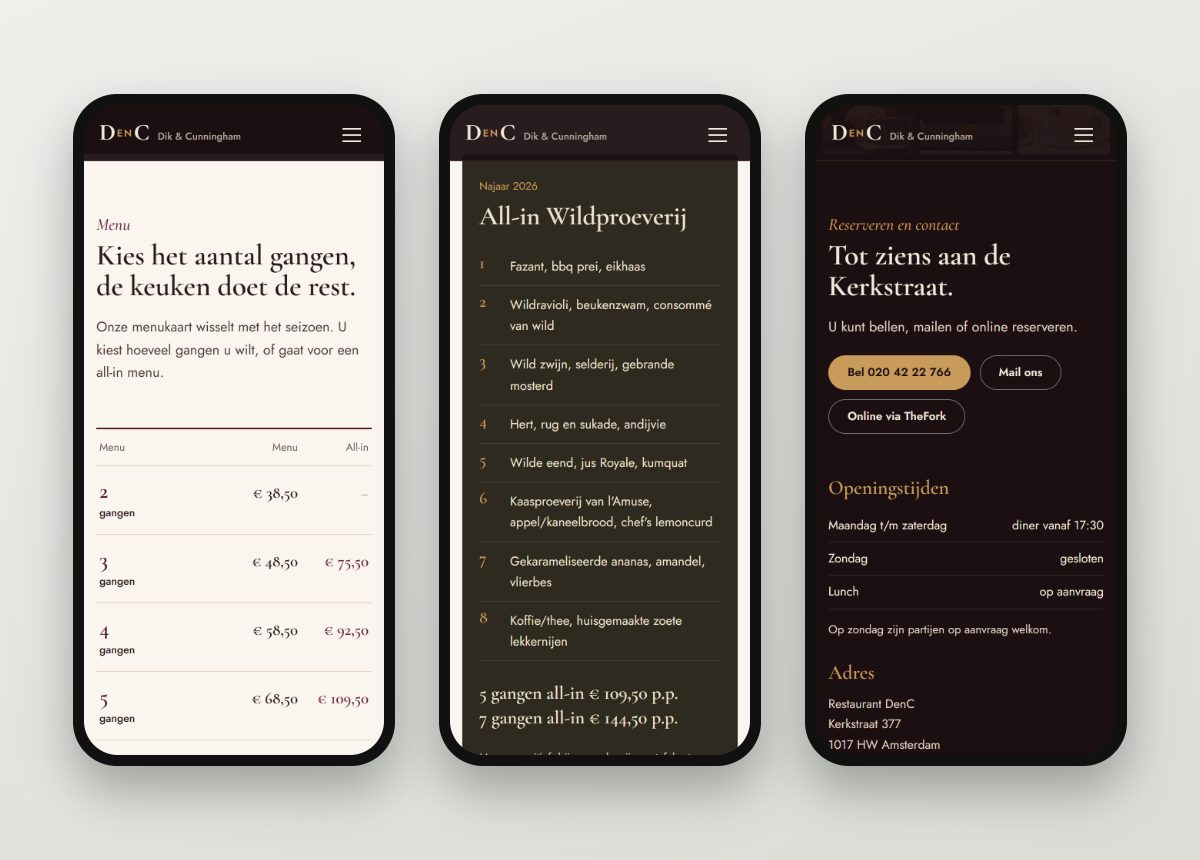 DENC Dik & Cunningham
Menu
Kies het aantal gangen,
de keuken doet de rest.
Onze menukaart wisselt met het seizoen. U
kiest hoeveel gangen u wilt, of gaat voor een
all-in menu.
Menu Menu All-in
2 gangen € 38,50 –
3 gangen € 48,50 € 75,50
4 gangen € 58,50 € 92,50
5 gangen € 68,50 € 109,50
DENC Dik & Cunningham
Najaar 2026
All-in Wildproeverij
1 Fazant, bbq prei, eikhaas
2 Wildravioli, beukenzwam, consommé
van wild
3 Wild zwijn, selderij, gebrande
mosterd
4 Hert, rug en sukade, andijvie
5 Wilde eend, jus Royale, kumquat
6 Kaasproeverij van l'Amuse,
appel/kaneelbrood, chef's lemoncurd
7 Gekarameliseerde ananas, amandel,
vlierbes
8 Koffie/thee, huisgemaakte zoete
lekkernijen
5 gangen all-in € 109,50 p.p.
7 gangen all-in € 144,50 p.p.
DENC Dik & Cunningham
Reserveren en contact
Tot ziens aan de
Kerkstraat.
U kunt bellen, mailen of online reserveren.
Bel 020 42 22 766 Mail ons
Online via TheFork
Openingstijden
Maandag t/m zaterdag diner vanaf 17:30
Zondag gesloten
Lunch op aanvraag
Op zondag zijn partijen op aanvraag welkom.
Adres
Restaurant DenC
Kerkstraat 377
1017 HW Amsterdam